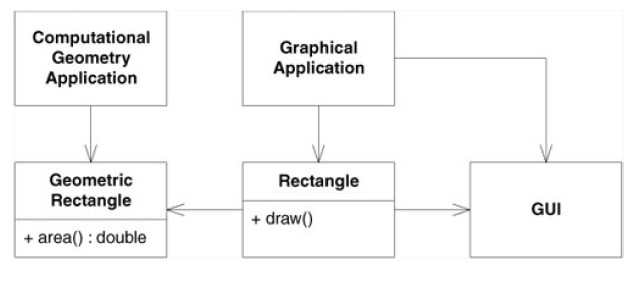 Computational
Geometry
Application
Graphical
Application
Geometric
Rectangle
+ area() : double
Rectangle
+ draw()
GUI